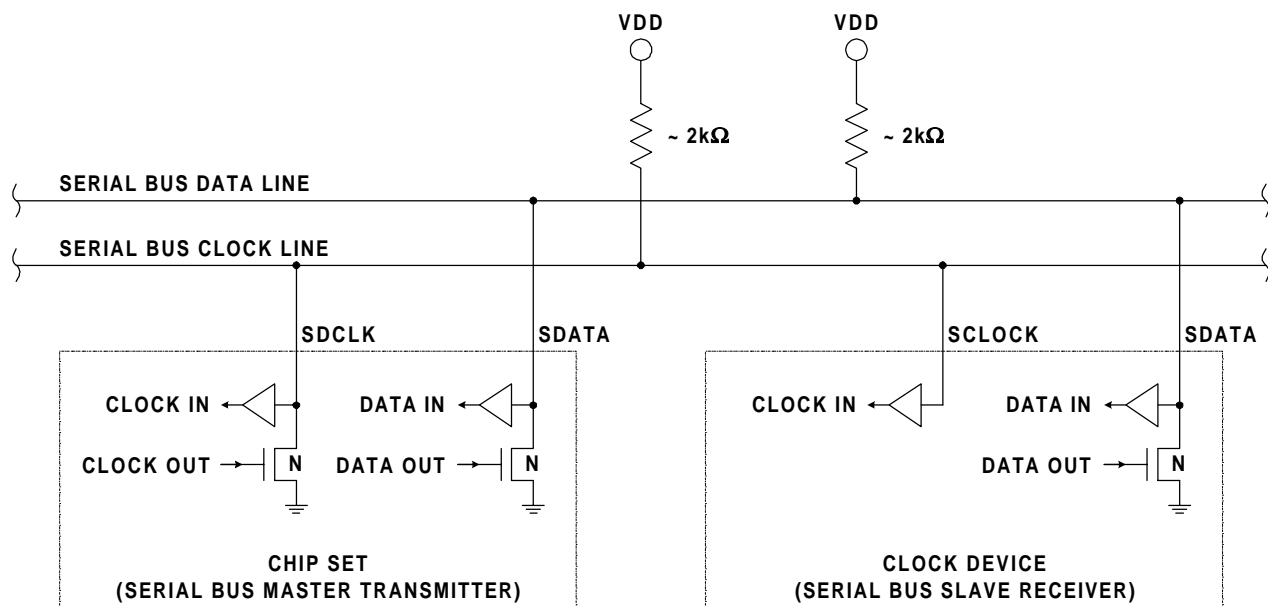 VDD
VDD
~ 2kΩ
~ 2kΩ
SERIAL BUS DATA LINE
SERIAL BUS CLOCK LINE
SDCLK
SDATA
SCLOCK
SDATA
CLOCK IN
DATA IN
CLOCK IN
DATA IN
CLOCK OUT
N
DATA OUT
N
DATA OUT
N
CHIP SET
(SERIAL BUS MASTER TRANSMITTER)
CLOCK DEVICE
(SERIAL BUS SLAVE RECEIVER)